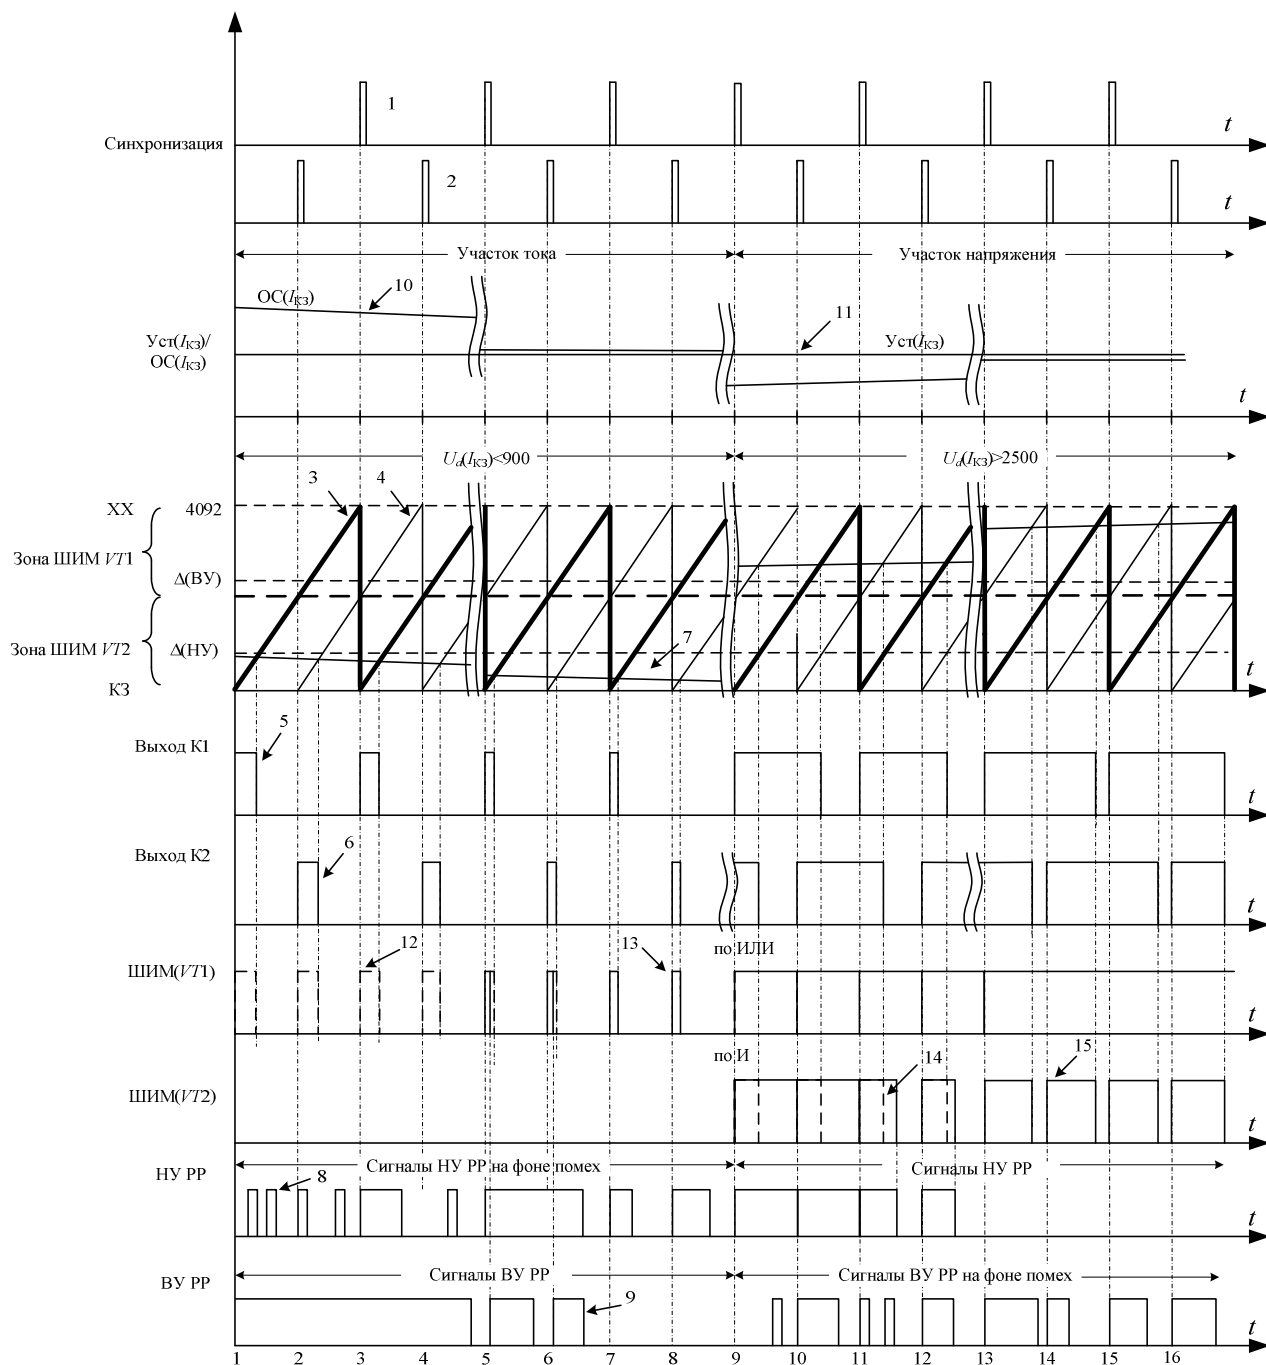 1
t
Синхронизация
2
t
Участок тока
Участок напряжения
10
ОС(IКЗ)
11
Уст(IКЗ)/
ОС(IКЗ)
Уст(IКЗ)
t
Ud(IКЗ)<900
Ud(IКЗ)>2500
3
4
ХХ
4092
Зона ШИМ VT1
Δ(ВУ)
Зона ШИМ VT2
Δ(НУ)
7
t
КЗ
5
Выход К1
t
6
Выход К2
t
12
13
по ИЛИ
ШИМ(VT1)
t
по И
14
15
ШИМ(VT2)
t
НУ РР
Сигналы НУ РР на фоне помех
Сигналы НУ РР
8
t
ВУ РР
Сигналы ВУ РР
Сигналы ВУ РР на фоне помех
9
t
1 2 3 4 5 6 7 8 9 10 11 12 13 14 15 16